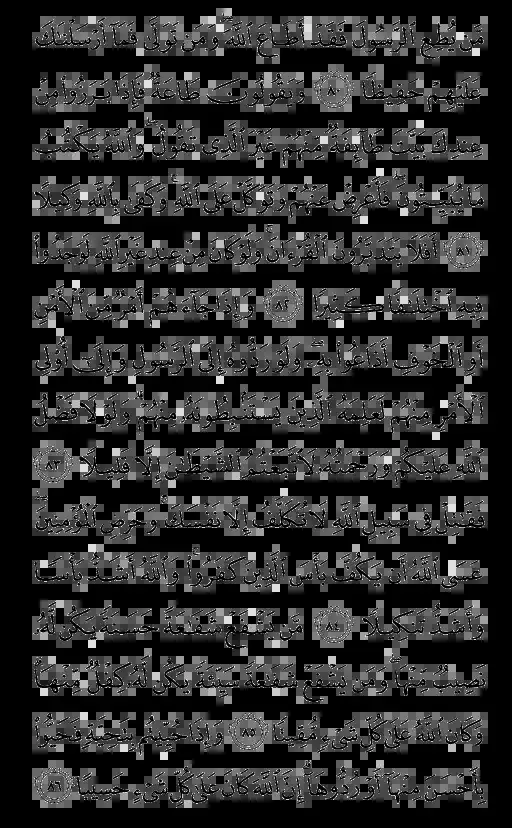 مَّن يُطِعِ ٱلرَّسُولَ فَقَدْ أَطَاعَ ٱللَّهَ ۖ وَمَن تَوَلَّىٰ فَمَآ أَرْسَلْنَٰكَ
عَلَيْهِمْ حَفِيظًا ٨٠ وَيَقُولُونَ طَاعَةٌ فَإِذَا بَرَزُوا۟ مِنْ
عِندِكَ بَيَّتَ طَآئِفَةٌ مِّنْهُمْ غَيْرَ ٱلَّذِى تَقُولُ ۖ وَٱللَّهُ يَكْتُبُ
مَا يُبَيِّتُونَ ۖ فَأَعْرِضْ عَنْهُمْ وَتَوَكَّلْ عَلَى ٱللَّهِ ۚ وَكَفَىٰ بِٱللَّهِ وَكِيلًا
٨١ أَفَلَا يَتَدَبَّرُونَ ٱلْقُرْءَانَ ۚ وَلَوْ كَانَ مِنْ عِندِ غَيْرِ ٱللَّهِ لَوَجَدُوا۟
فِيهِ ٱخْتِلَٰفًا كَثِيرًا ٨٢ وَإِذَا جَآءَهُمْ أَمْرٌ مِّنَ ٱلْأَمْنِ
أَوِ ٱلْخَوْفِ أَذَاعُوا۟ بِهِۦ ۖ وَلَوْ رَدُّوهُ إِلَى ٱلرَّسُولِ وَإِلَىٰٓ أُو۟لِى
ٱلْأَمْرِ مِنْهُمْ لَعَلِمَهُ ٱلَّذِينَ يَسْتَنۢبِطُونَهُۥ مِنْهُمْ ۗ وَلَوْلَا فَضْلُ
ٱللَّهِ عَلَيْكُمْ وَرَحْمَتُهُۥ لَٱتَّبَعْتُمُ ٱلشَّيْطَٰنَ إِلَّا قَلِيلًا ٨٣
فَقَٰتِلْ فِى سَبِيلِ ٱللَّهِ لَا تُكَلَّفُ إِلَّا نَفْسَكَ ۚ وَحَرِّضِ ٱلْمُؤْمِنِينَ ۖ
عَسَى ٱللَّهُ أَن يَكُفَّ بَأْسَ ٱلَّذِينَ كَفَرُوا۟ ۚ وَٱللَّهُ أَشَدُّ بَأْسًا
وَأَشَدُّ تَنكِيلًا ٨٤ مَّن يَشْفَعْ شَفَٰعَةً حَسَنَةً يَكُن لَّهُۥ
نَصِيبٌ مِّنْهَا ۖ وَمَن يَشْفَعْ شَفَٰعَةً سَيِّئَةً يَكُن لَّهُۥ كِفْلٌ مِّنْهَا ۗ
وَكَانَ ٱللَّهُ عَلَىٰ كُلِّ شَىْءٍ مُّقِيتًا ٨٥ وَإِذَا حُيِّيتُم بِتَحِيَّةٍ فَحَيُّوا۟
بِأَحْسَنَ مِنْهَآ أَوْ رُدُّوهَآ ۗ إِنَّ ٱللَّهَ كَانَ عَلَىٰ كُلِّ شَىْءٍ حَسِيبًا ٨٦